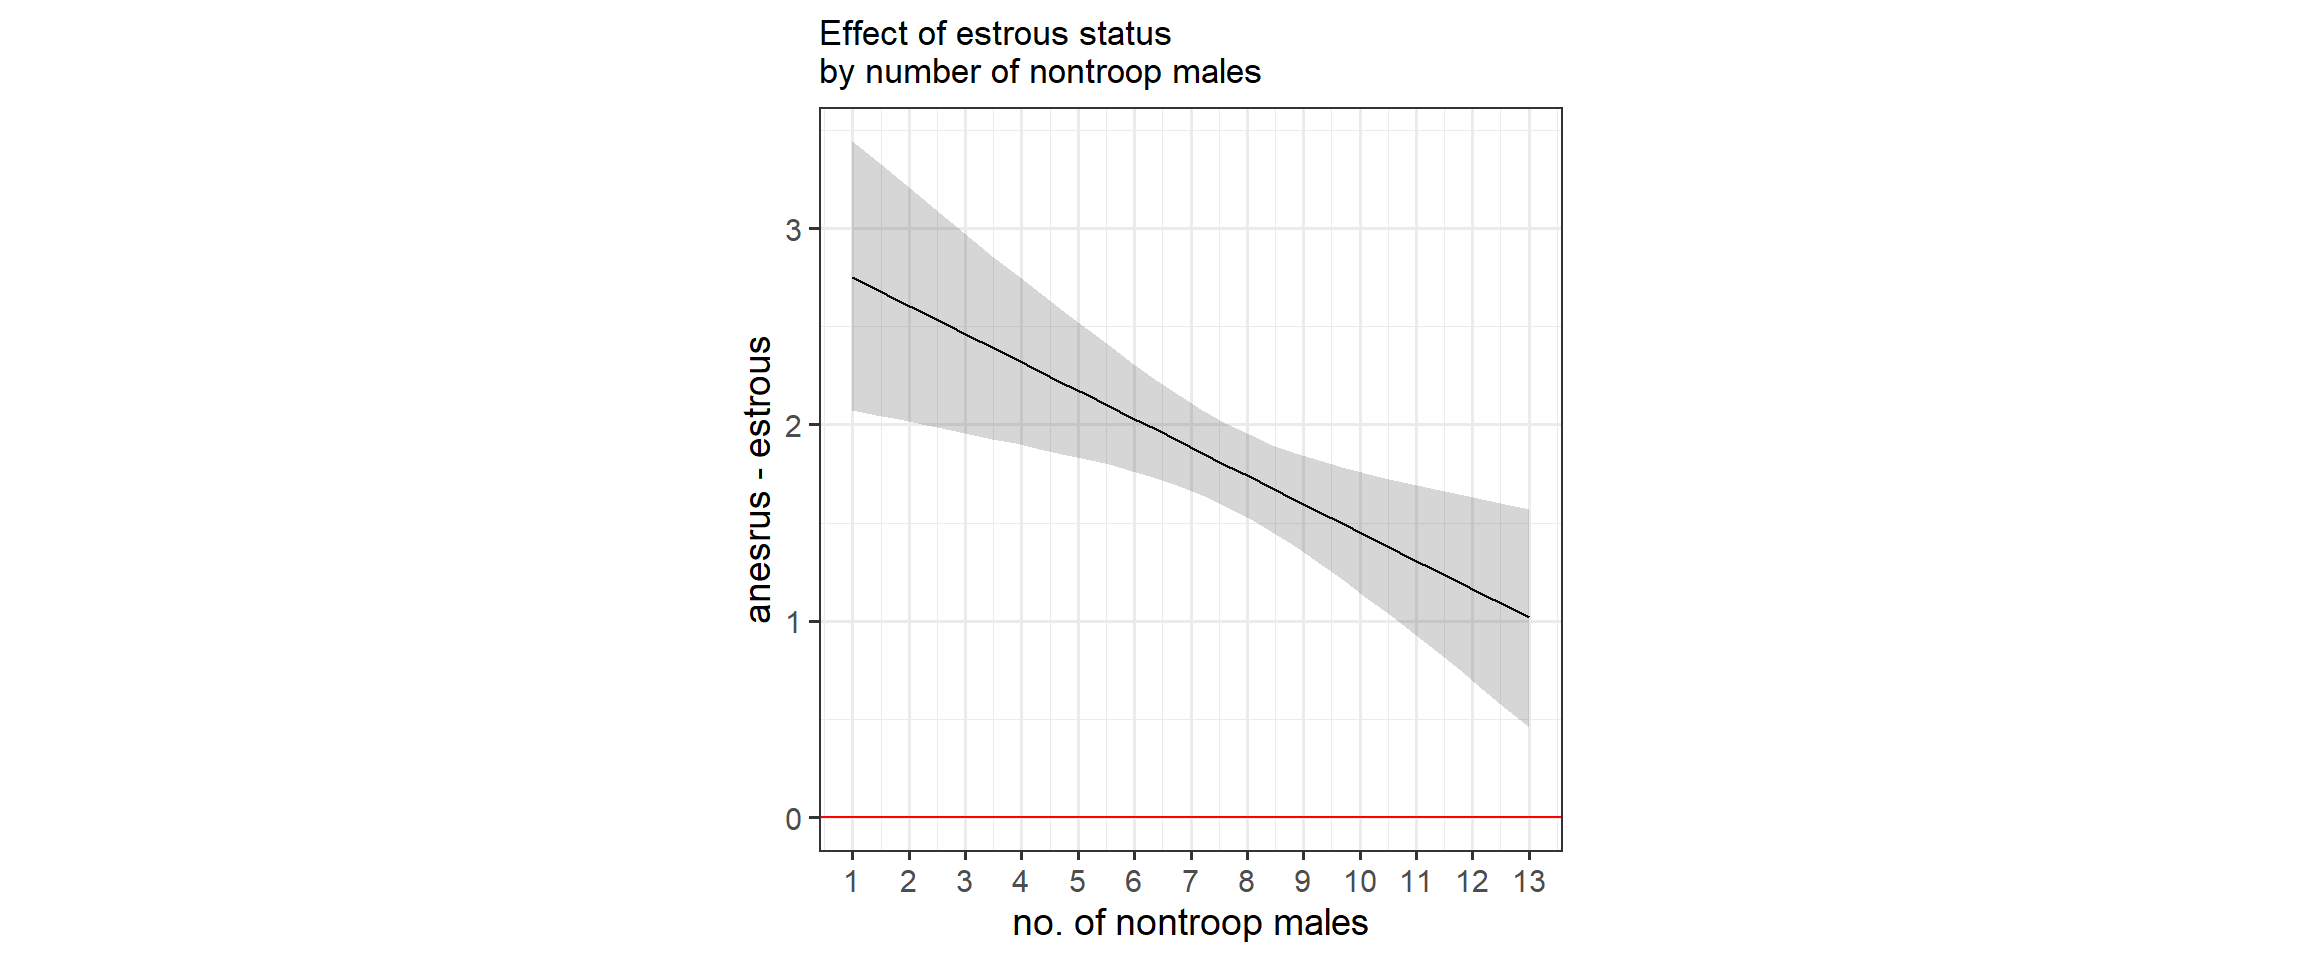 Effect of estrous status
by number of nontroop males
anesrus - estrous
3
2
1
0
1 2 3 4 5 6 7 8 9 10 11 12 13
no. of nontroop males